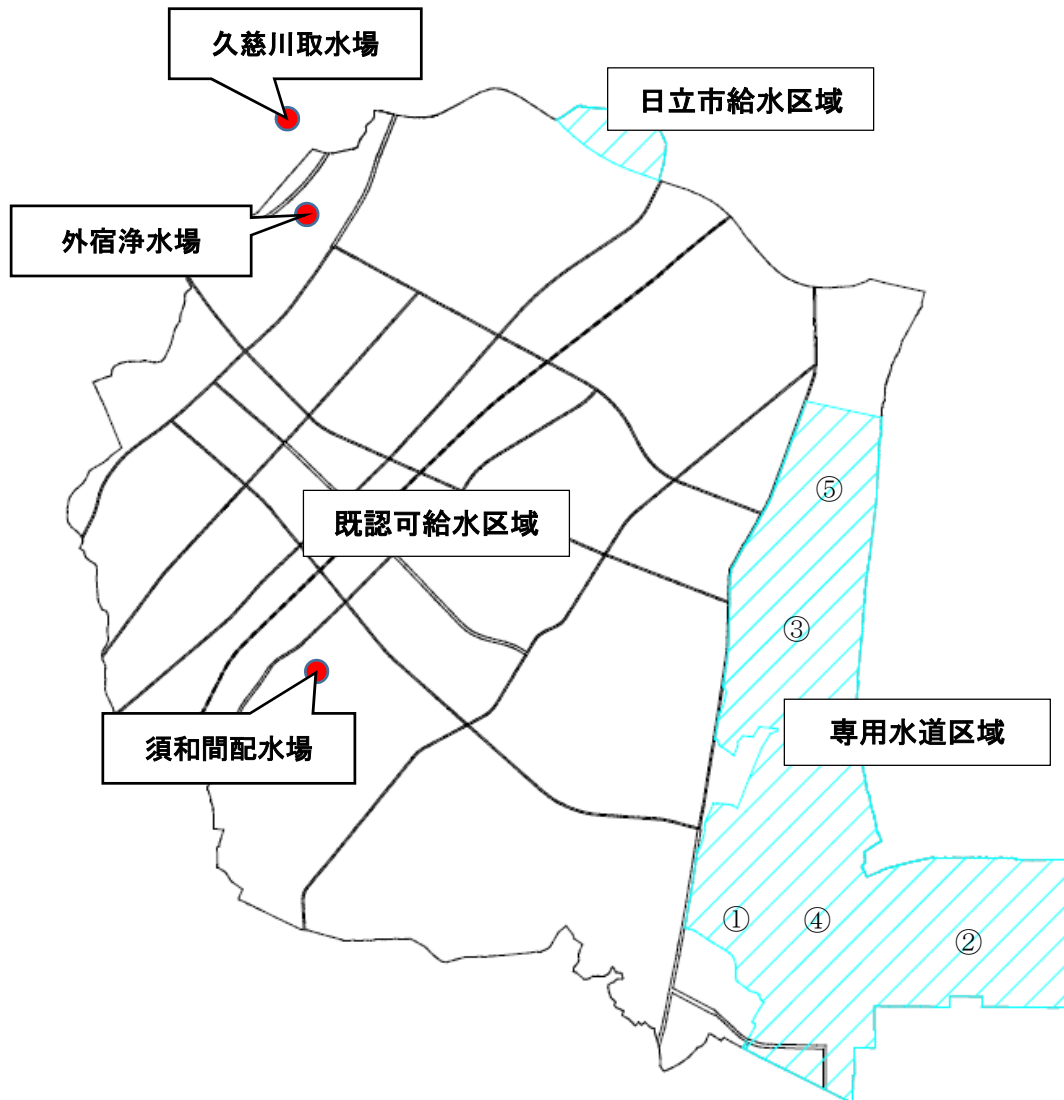 久慈川取水場
日立市給水区域
外宿浄水場
⑤
既認可給水区域
③
専用水道区域
須和間配水場
①
④
②